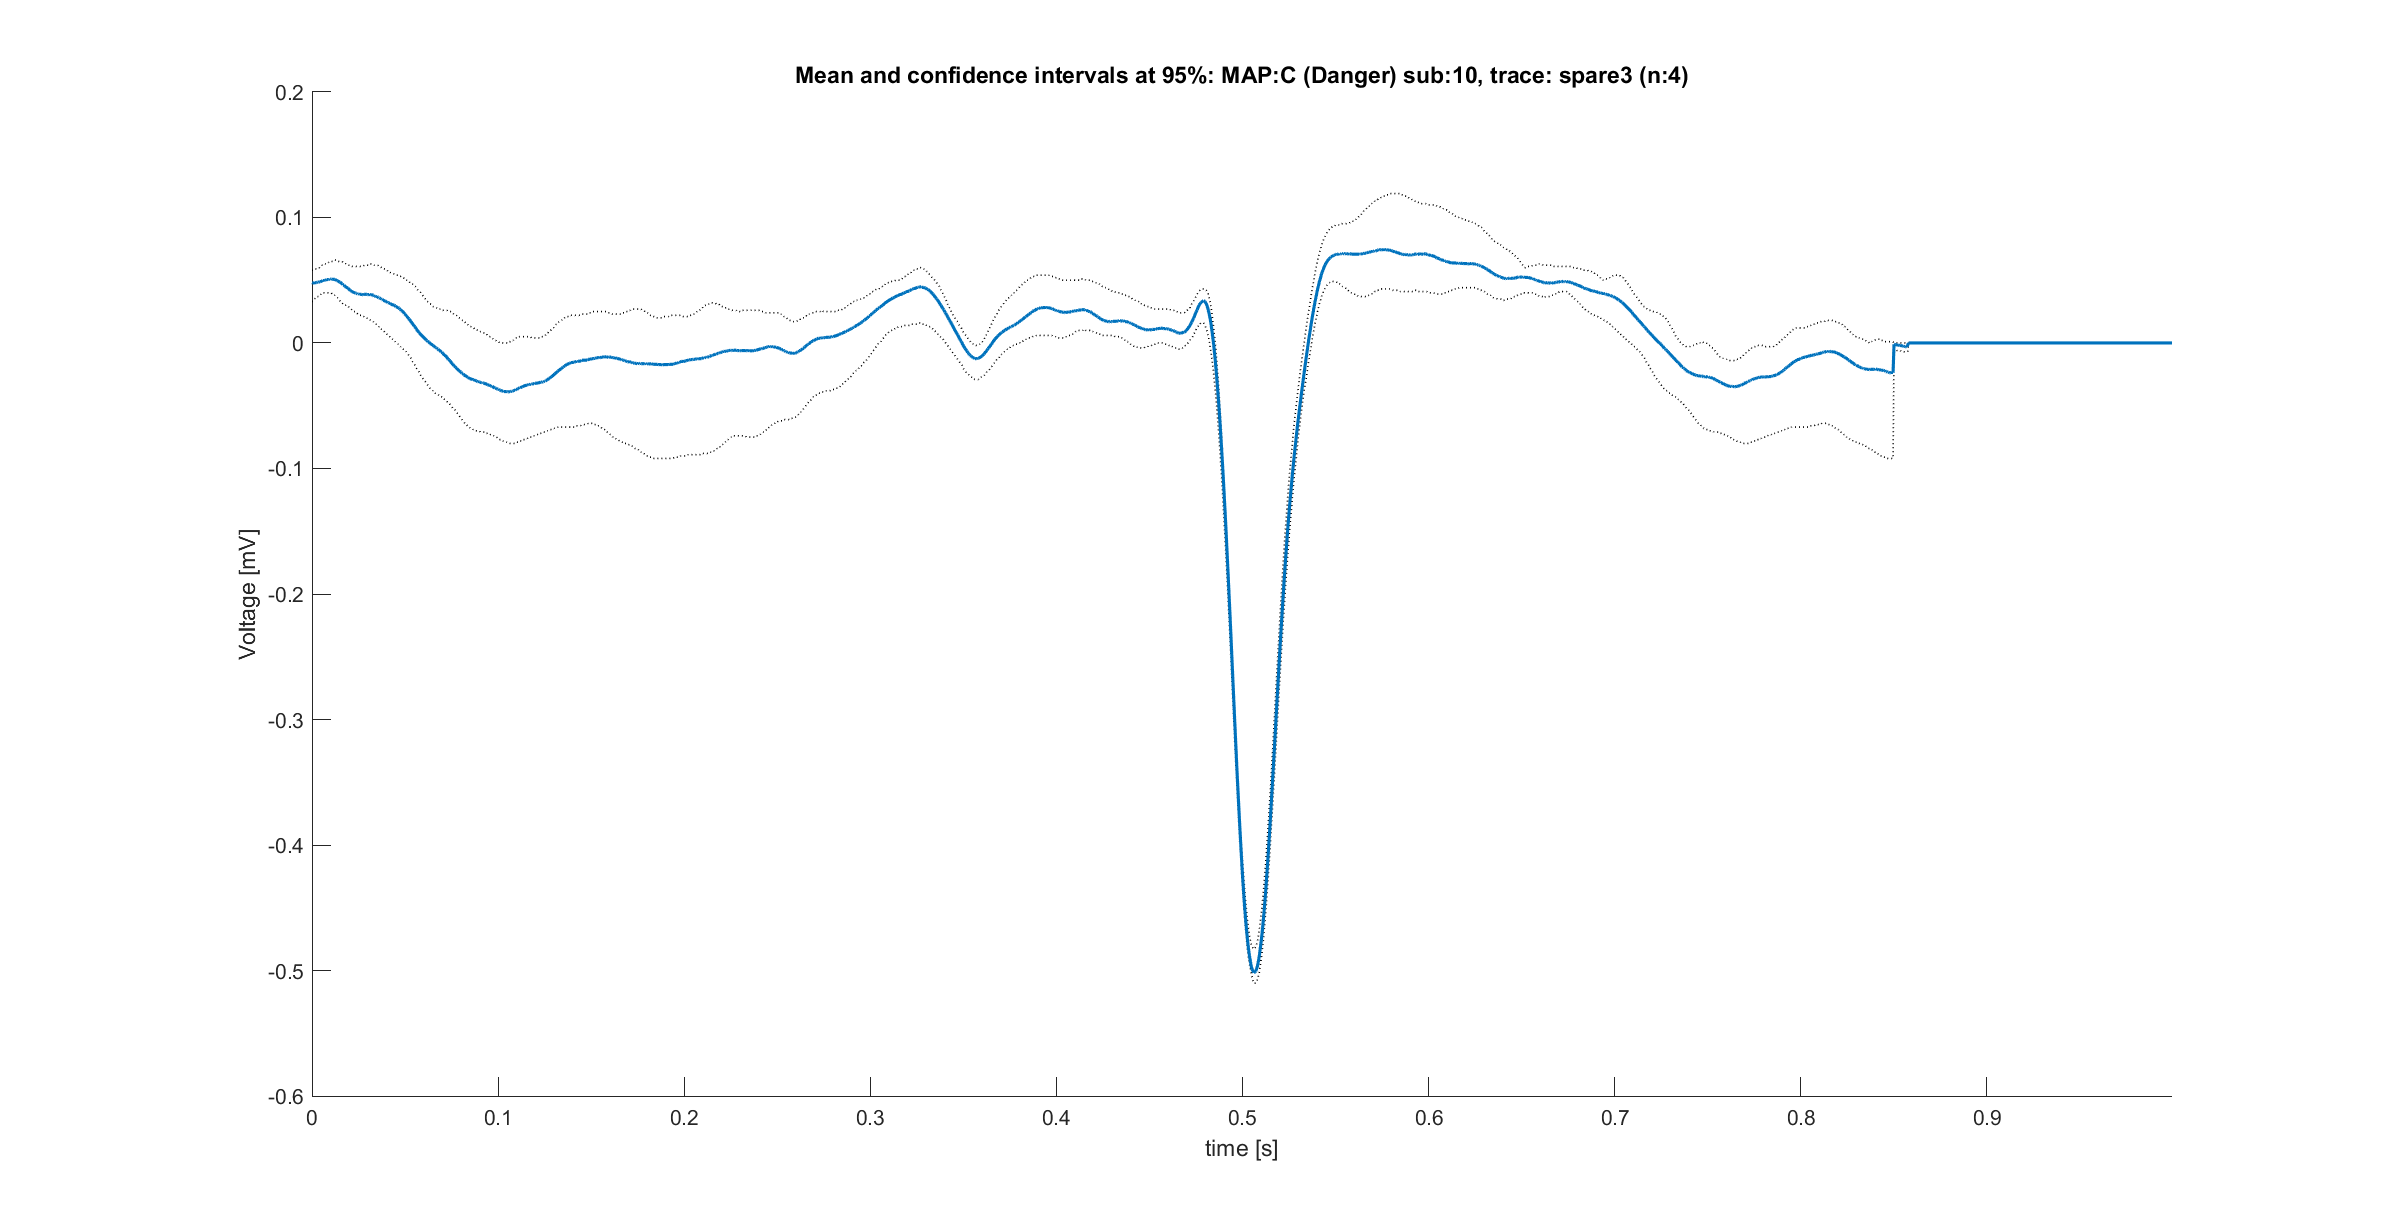 Mean and confidence intervals at 95%: MAP:C (Danger) sub:10, trace: spare3 (n:4)
0.2
0.1
0
-0.1
-0.2
-0.3
-0.4
-0.5
-0.6
Voltage [mV]
0 0.1 0.2 0.3 0.4 0.5 0.6 0.7 0.8 0.9
time [s]